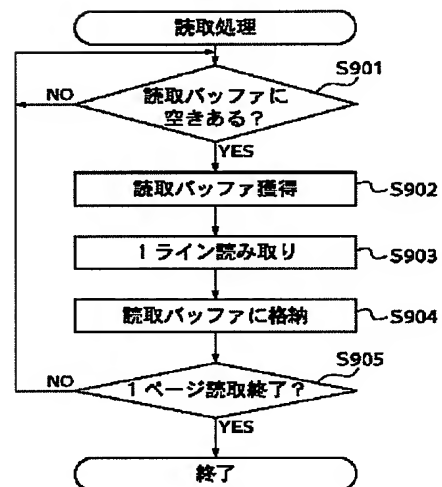 読取処理
S901
NO
読取バッファに
空きある？
YES
読取バッファ獲得
S902
1ライン読み取り
S903
読取バッファに格納
S904
S905
NO
1ページ読取終了？
YES
終了